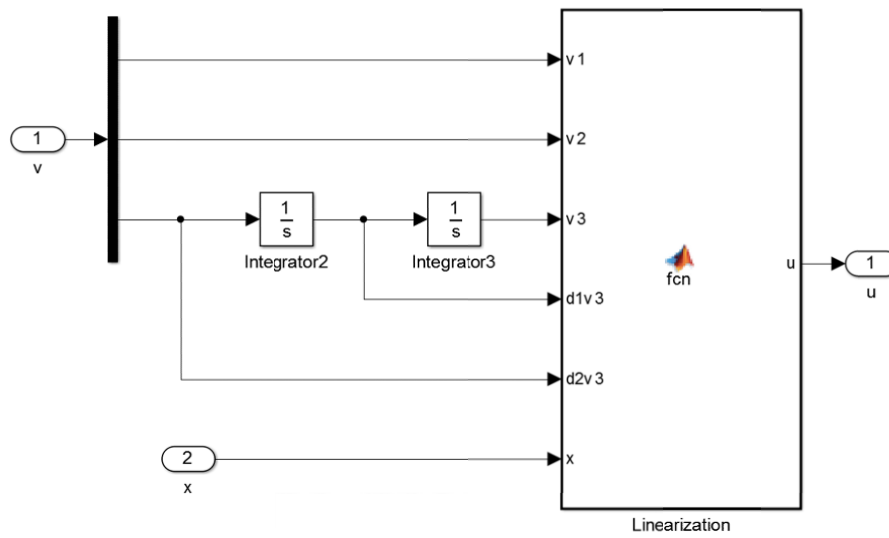 1
v
v1
v2
1
s
Integrator2
1
s
Integrator3
v3
d1v3
d2v3
2
x
x
fcn
u
1
u
Linearization